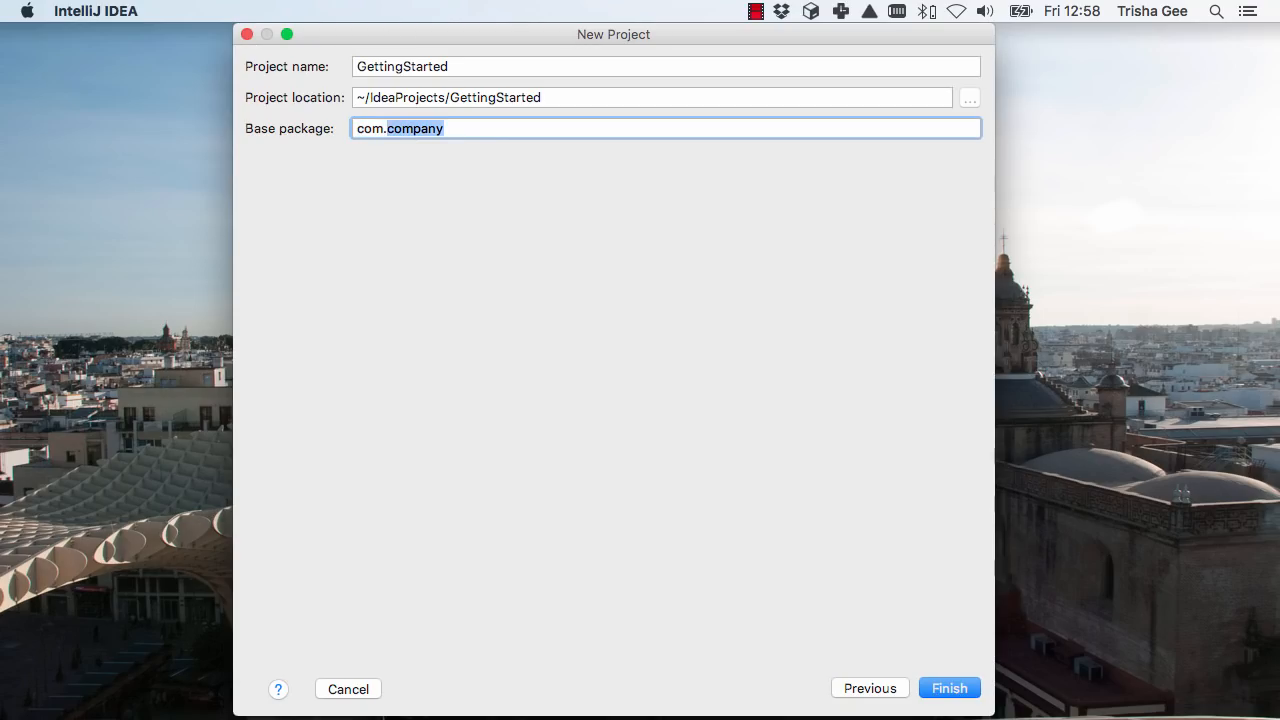 IntelliJ IDEA
Fri 12:58
Trisha Gee
New Project
Project name:
GettingStarted
Project location:
~/IdeaProjects/GettingStarted
...
Base package:
com.company
?
Cancel
Previous
Finish